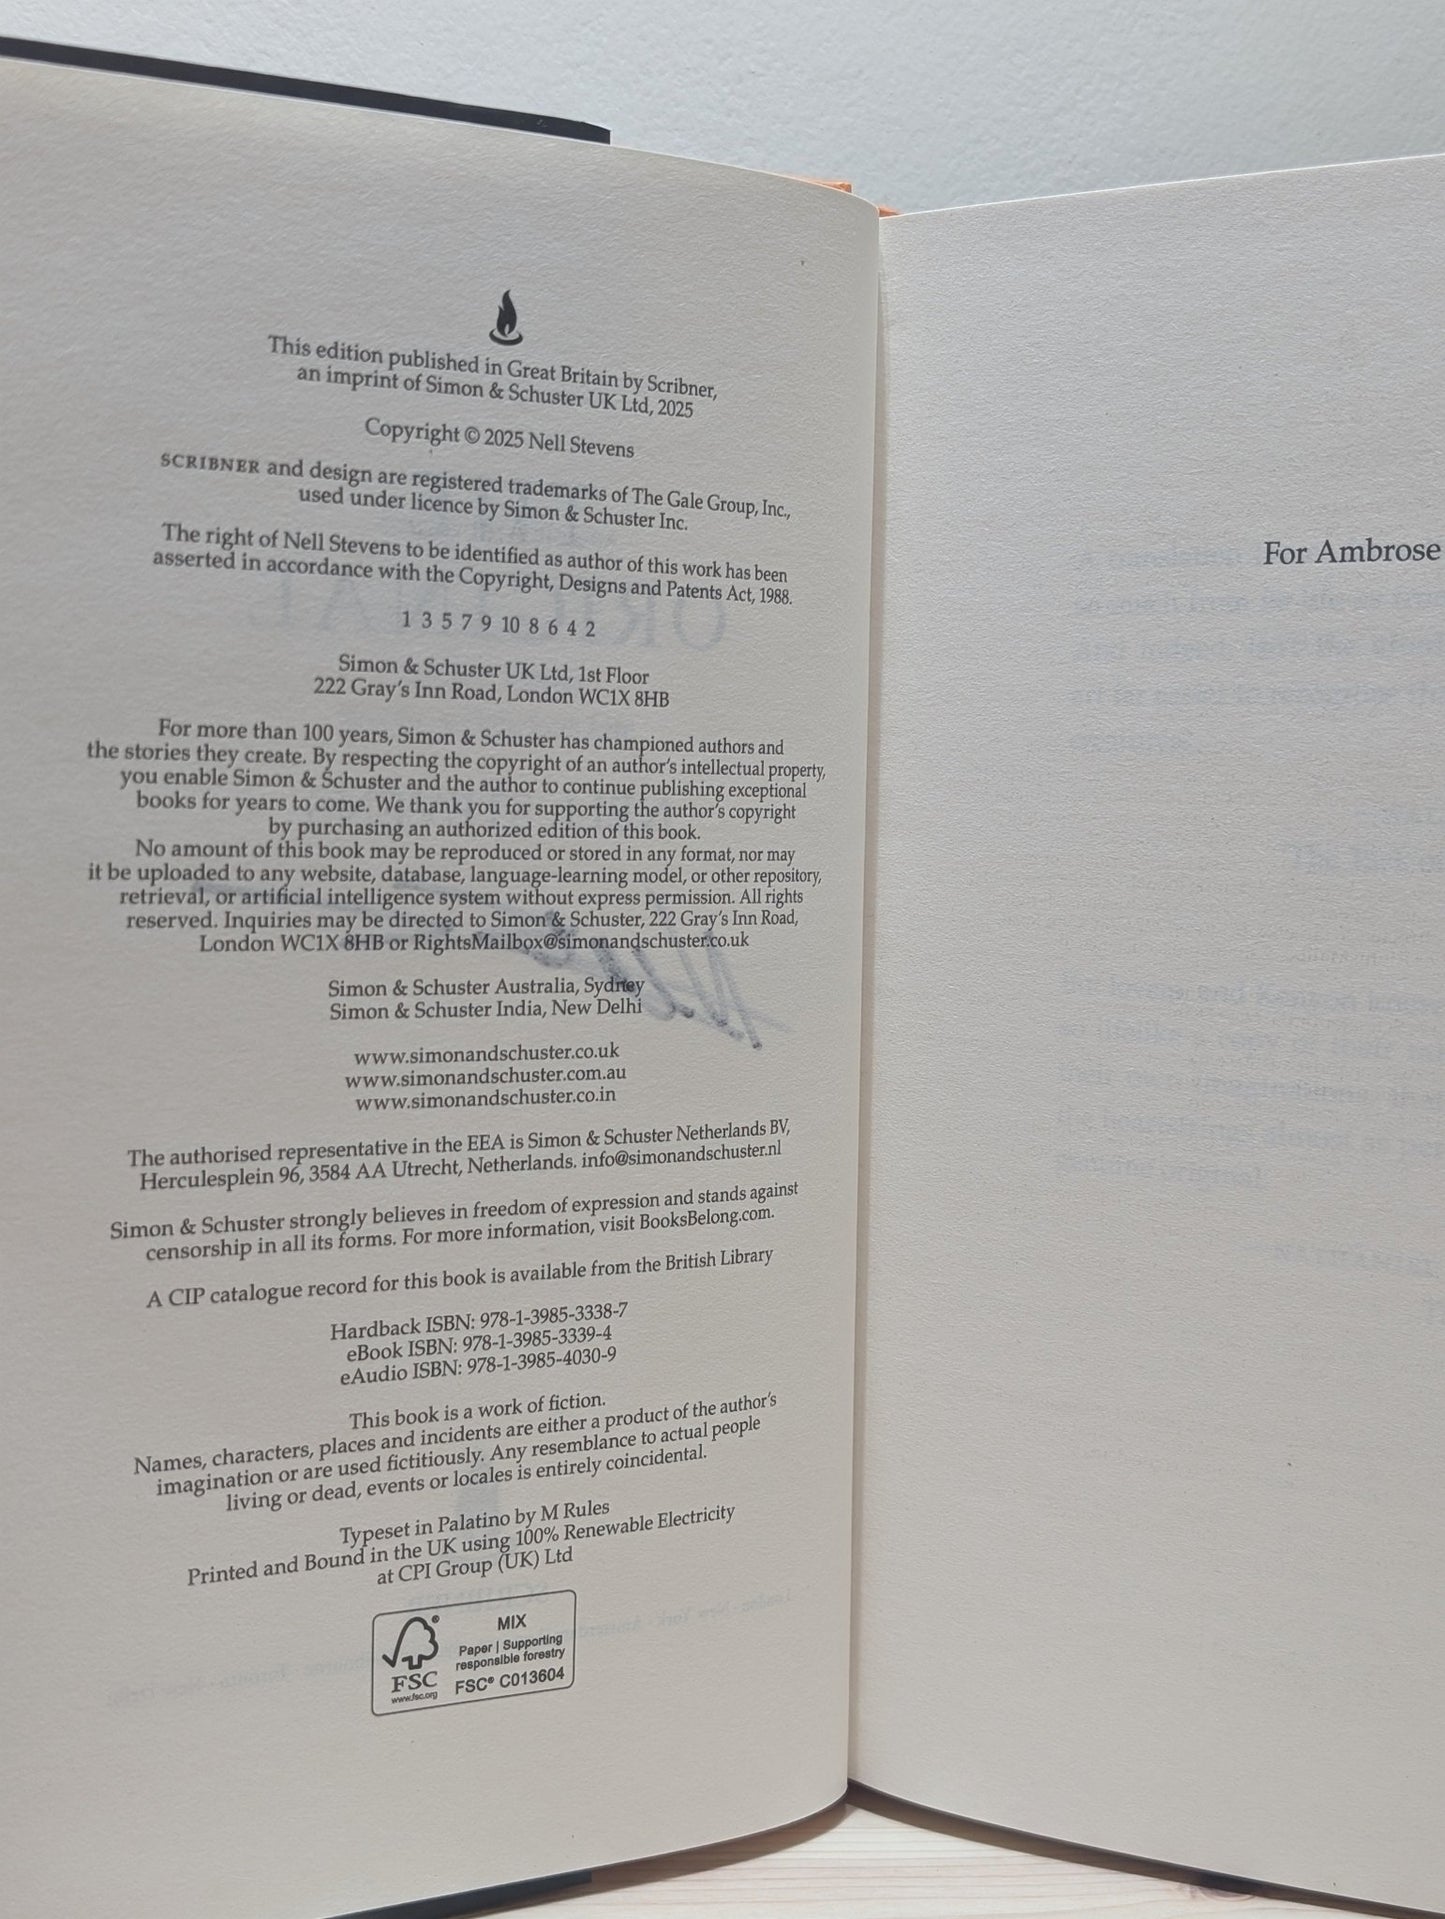 This edition published in Great Britain by Scribner,
an imprint of Simon & Schuster UK Ltd, 2025
Copyright © 2025 Nell Stevens
SCRIBNER and design are registered trademarks of The Gale Group, Inc.,
used under licence by Simon & Schuster Inc.
The right of Nell Stevens to be identified as author of this work has been
asserted in accordance with the Copyright, Designs and Patents Act, 1988.
1 3 5 7 9 10 8 6 4 2
Simon & Schuster UK Ltd, 1st Floor
222 Gray's Inn Road, London WC1X 8HB
For more than 100 years, Simon & Schuster has championed authors and
the stories they create. By respecting the copyright of an author's intellectual property,
you enable Simon & Schuster and the author to continue publishing exceptional
books for years to come. We thank you for supporting the author's copyright
by purchasing an authorized edition of this book.
No amount of this book may be reproduced or stored in any format, nor may
it be uploaded to any website, database, language-learning model, or other repository,
retrieval, or artificial intelligence system without express permission. All rights
reserved. Inquiries may be directed to Simon & Schuster, 222 Gray's Inn Road,
London WC1X 8HB or RightsMailbox@simonandschuster.co.uk
Simon & Schuster Australia, Sydney
Simon & Schuster India, New Delhi
www.simonandschuster.co.uk
www.simonandschuster.com.au
www.simonandschuster.co.in
The authorised representative in the EEA is Simon & Schuster Netherlands BV,
Herculesplein 96, 3584 AA Utrecht, Netherlands. info@simonandschuster.nl
Simon & Schuster strongly believes in freedom of expression and stands against
censorship in all its forms. For more information, visit BooksBelong.com.
A CIP catalogue record for this book is available from the British Library
Hardback ISBN: 978-1-3985-3338-7
eBook ISBN: 978-1-3985-3339-4
eAudio ISBN: 978-1-3985-4030-9
This book is a work of fiction.
Names, characters, places and incidents are either a product of the author's
imagination or are used fictitiously. Any resemblance to actual people
living or dead, events or locales is entirely coincidental.
Typeset in Palatino by M Rules
Printed and Bound in the UK using 100% Renewable Electricity
at CPI Group (UK) Ltd
FSC
www.fsc.org
MIX
Paper | Supporting
responsible forestry
FSC® C013604
For Ambrose